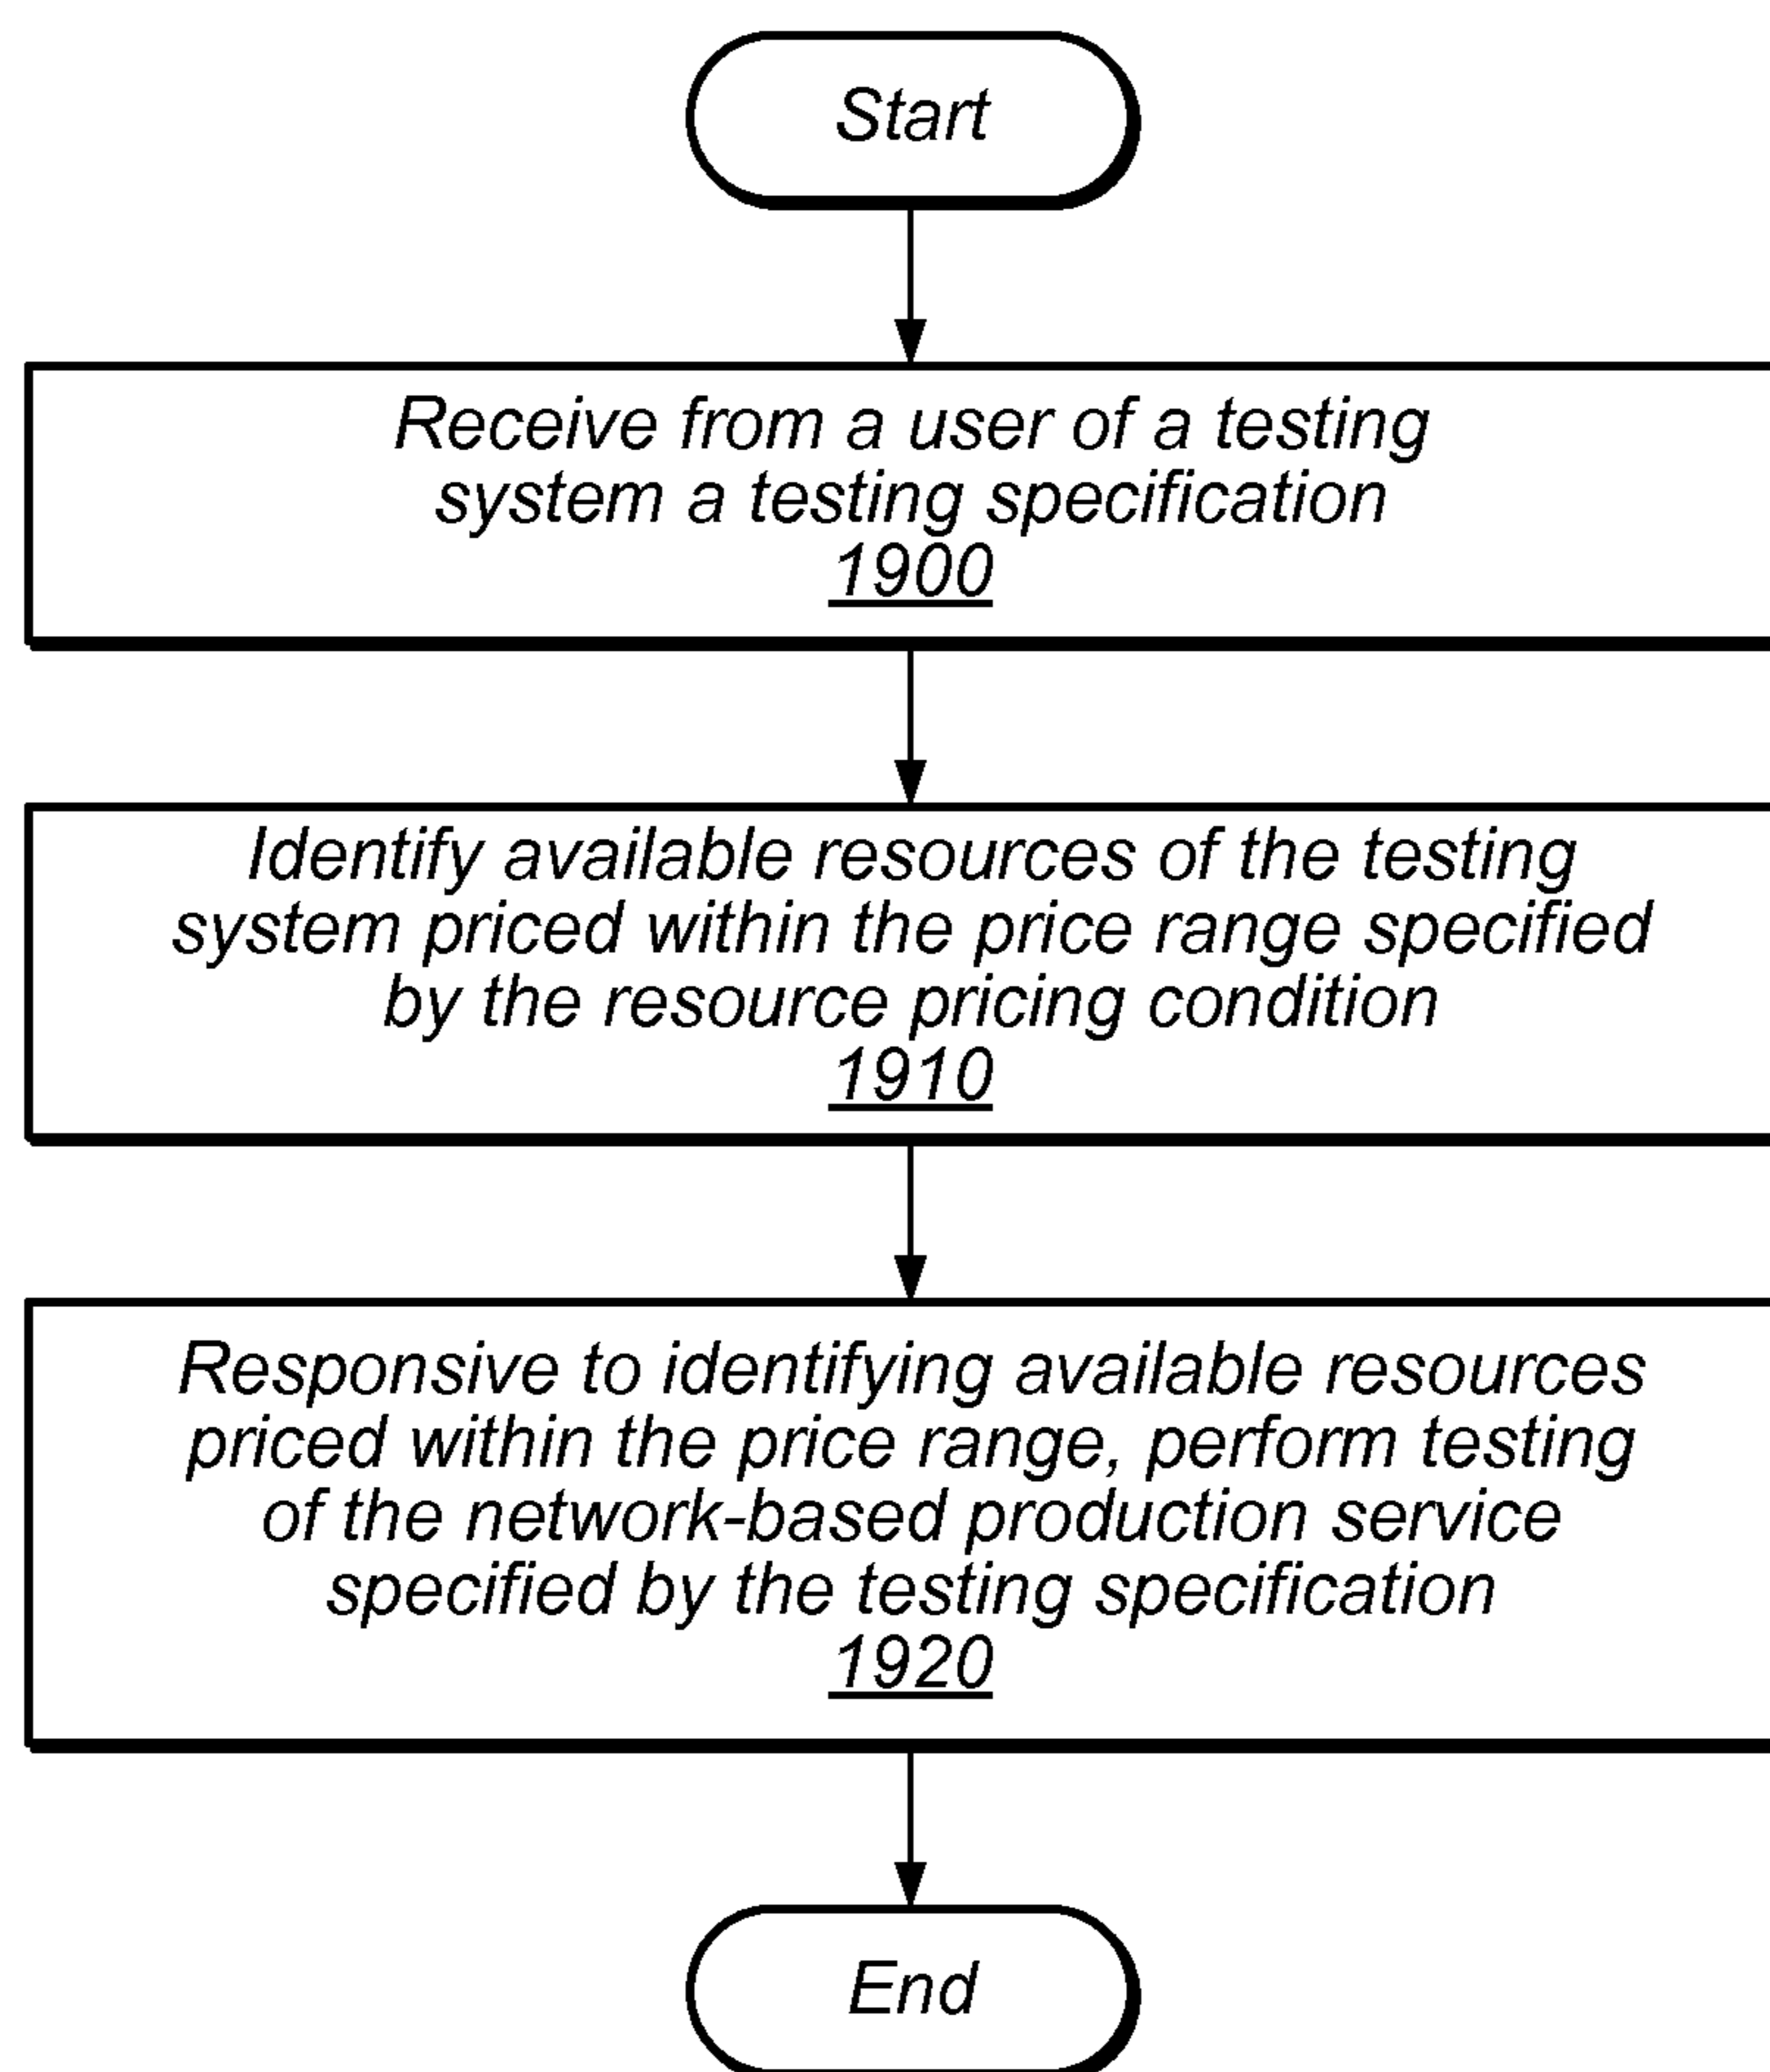 Start
Receive from a user of a testing
system a testing specification
1900
Identify available resources of the testing
system priced within the price range specified
by the resource pricing condition
1910
Responsive to identifying available resources
priced within the price range, perform testing
of the network-based production service
specified by the testing specification
1920
End